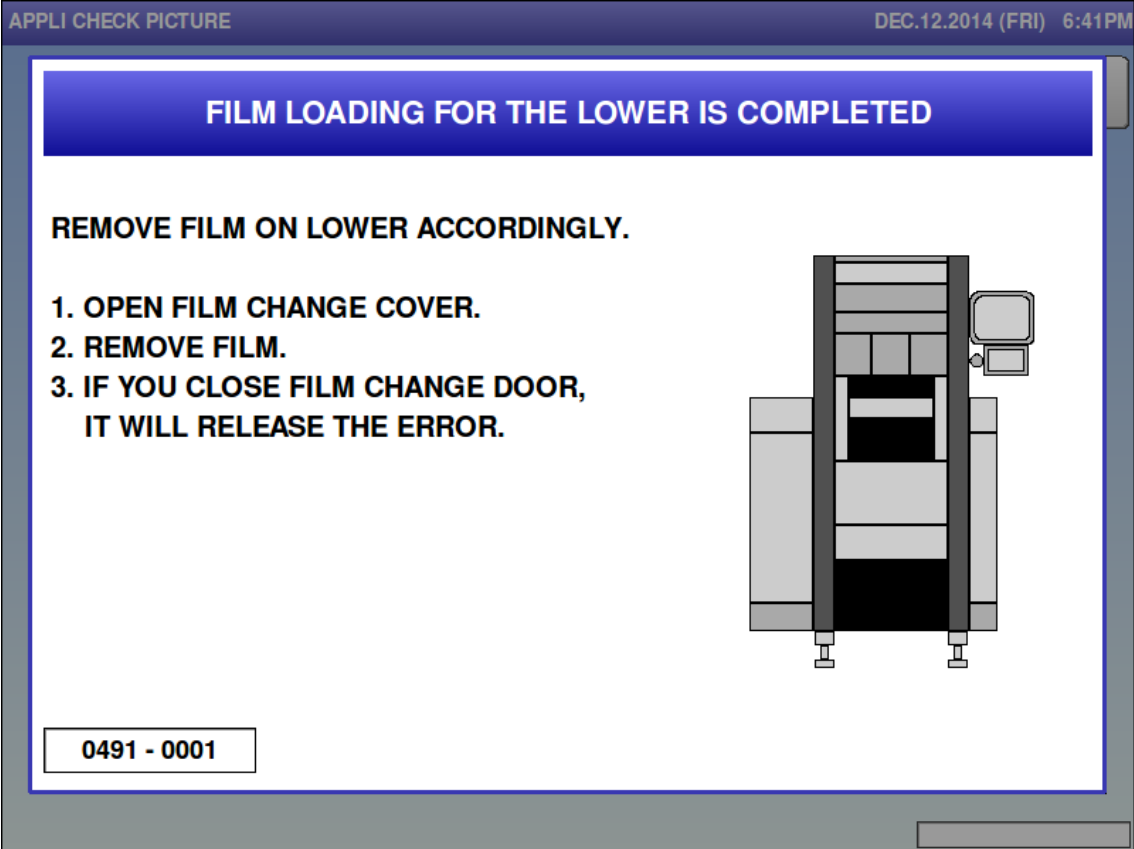 APPLI CHECK PICTURE
DEC.12.2014 (FRI) 6:41PM
FILM LOADING FOR THE LOWER IS COMPLETED
REMOVE FILM ON LOWER ACCORDINGLY.
1. OPEN FILM CHANGE COVER.
2. REMOVE FILM.
3. IF YOU CLOSE FILM CHANGE DOOR,
IT WILL RELEASE THE ERROR.
0491 - 0001